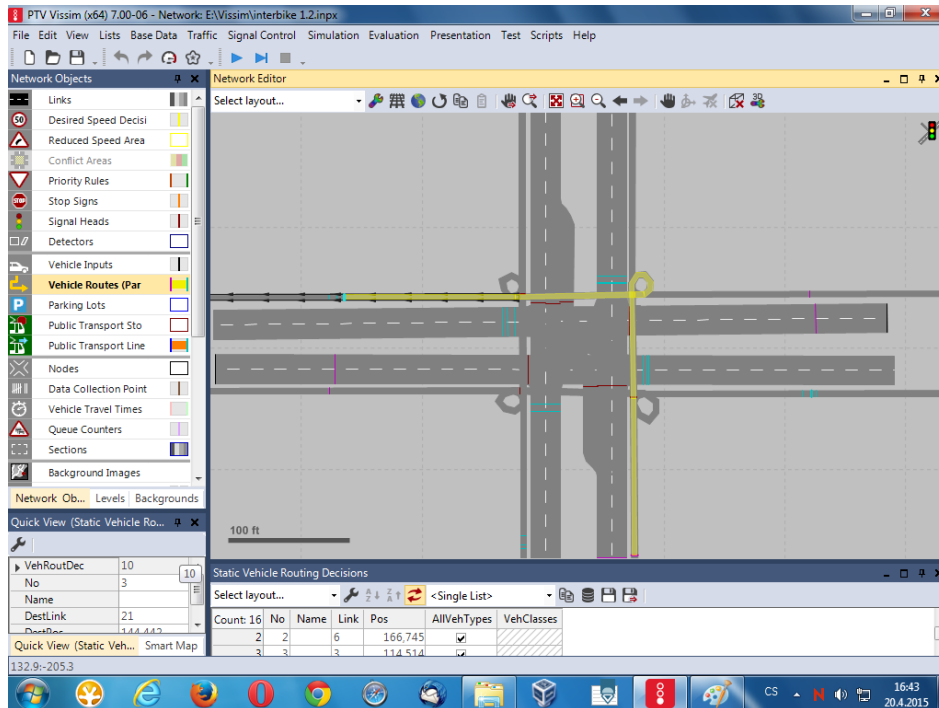 PTV Vissim (x64) 7.00-06 - Network: E:\Vissim\interbike 1.2.inpx
File Edit View Lists Base Data Traffic Signal Control Simulation Evaluation Presentation Test Scripts Help
Network Objects
Links
50
Desired Speed Decisi
Reduced Speed Area
Conflict Areas
Priority Rules
STOP
Stop Signs
Signal Heads
Detectors
Vehicle Inputs
Vehicle Routes (Par
P
Parking Lots
Public Transport Sto
Public Transport Line
Nodes
Data Collection Point
Vehicle Travel Times
Queue Counters
Sections
Background Images
Network Ob... Levels Backgrounds
Network Editor
Select layout...
100 ft
Quick View (Static Vehicle Ro...
VehRoutDec 10
10
No 3
Name
DestLink 21
DestPos 144,442
Quick View (Static Veh... Smart Map
Static Vehicle Routing Decisions
Select layout... <Single List>
Count: 16 No Name Link Pos AllVehTypes VehClasses
2 2 6 166,745
3 3 3 114,514
132.9:-205.3
CS N 16:43
20.4.2015